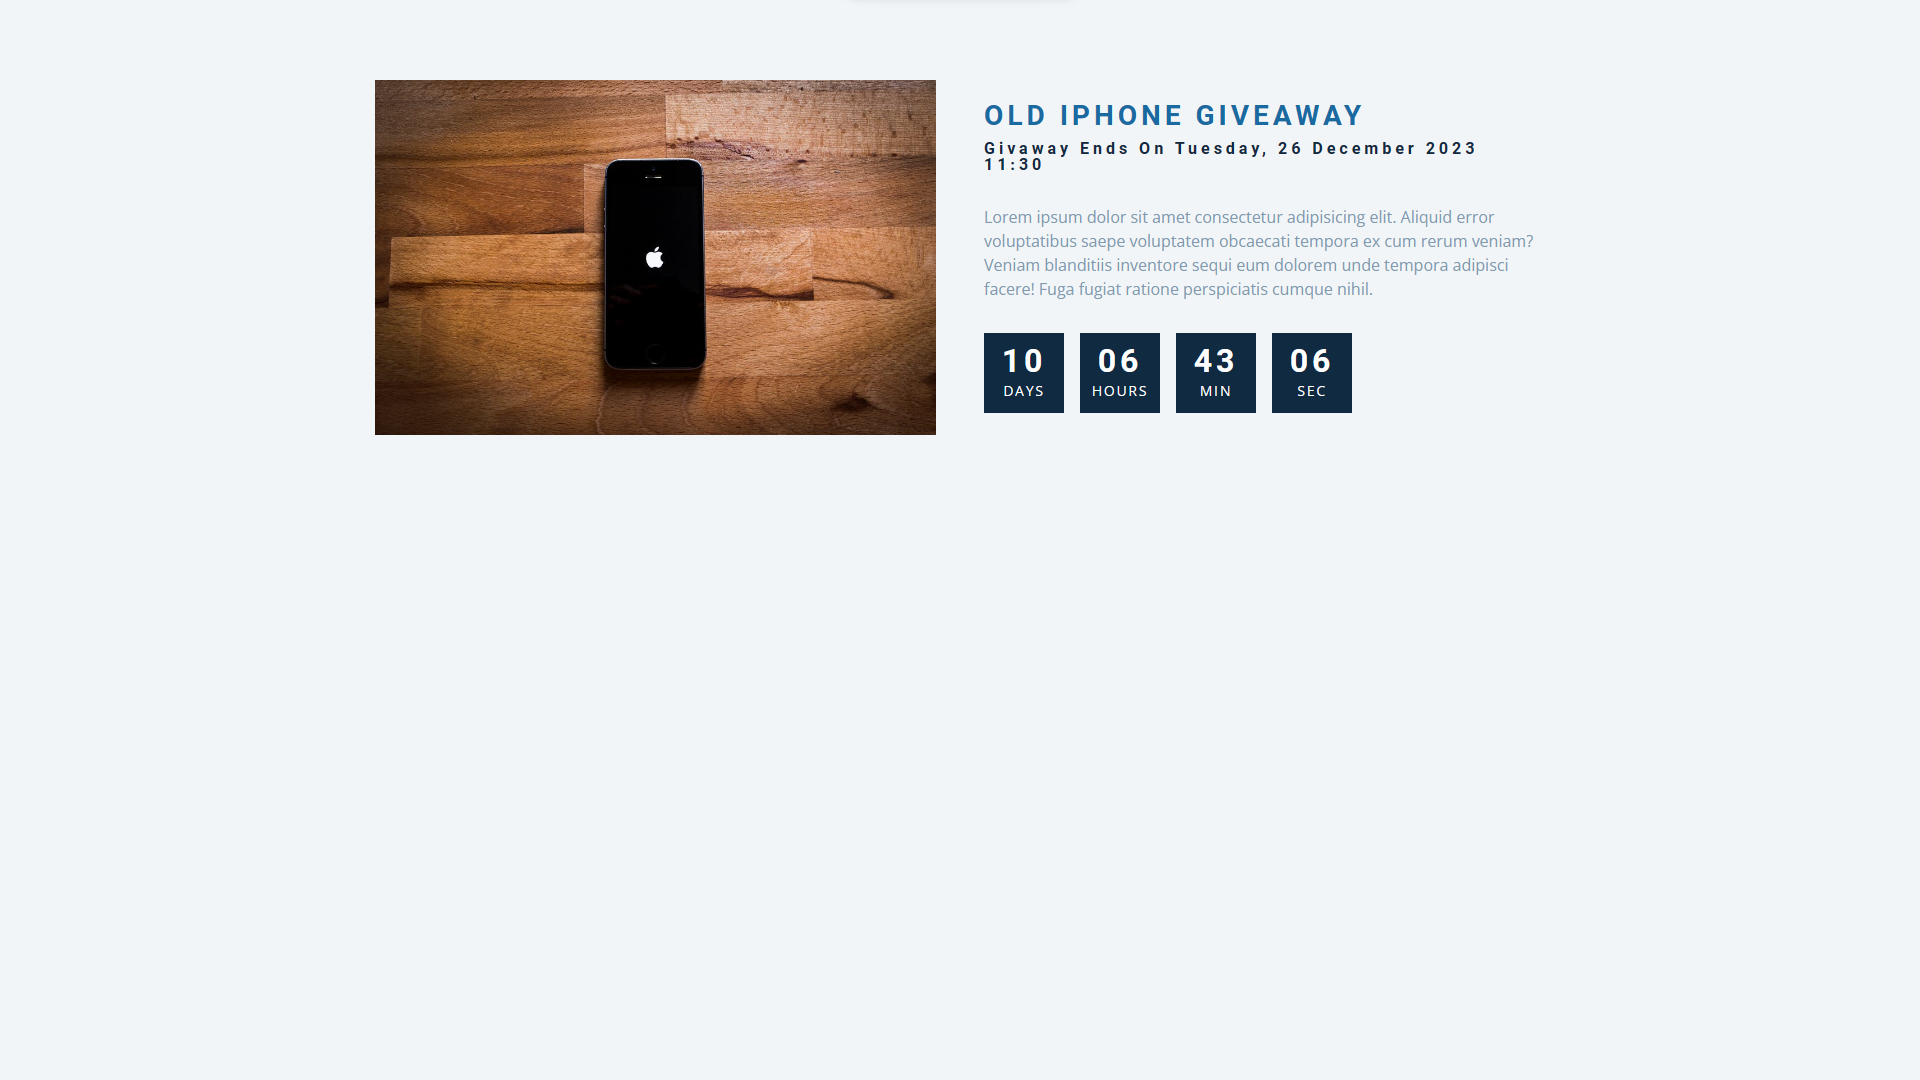 OLD IPHONE GIVEAWAY
Givaway Ends On Tuesday, 26 December 2023
11:30
Lorem ipsum dolor sit amet consectetur adipisicing elit. Aliquid error
voluptatibus saepe voluptatem obcaecati tempora ex cum rerum veniam?
Veniam blanditiis inventore sequi eum dolorem unde tempora adipisci
facere! Fuga fugiat ratione perspiciatis cumque nihil.
10 06 43 06
DAYS HOURS MIN SEC